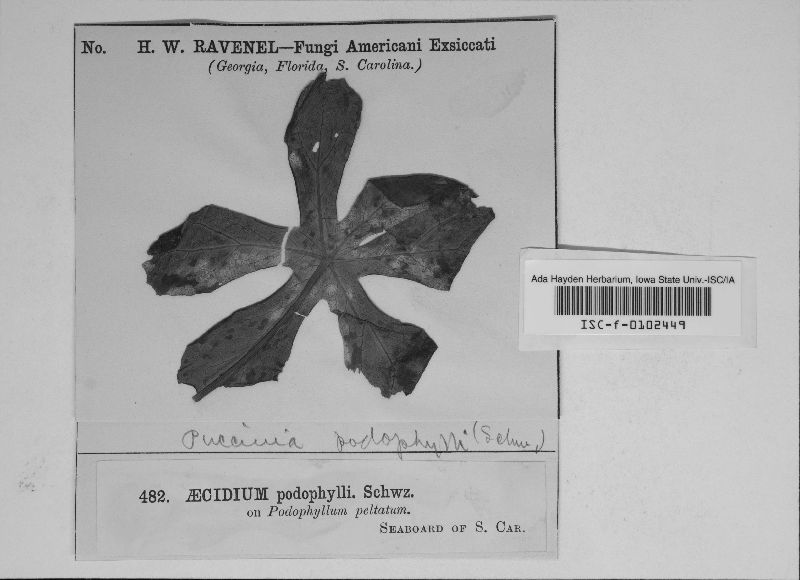 No. H. W. RAVENEL—Fungi Americani Exsiccati
(Georgia, Florida, S. Carolina.)
Ada Hayden Herbarium, Iowa State Univ.-ISC/IA
ISC-f-0102449
Puccinia podophylli (Schw.)
482. ÆCIDIUM podophylli. Schwz.
on Podophyllum peltatum.
SEABOARD OF S. CAR.